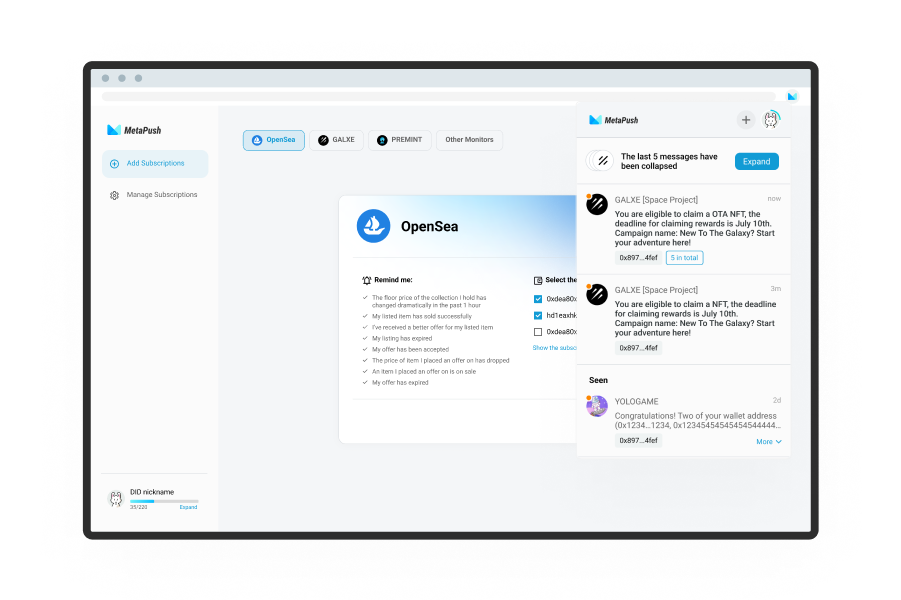 MetaPush
Add Subscriptions
Manage Subscriptions
DID nickname
35/220
Expand
OpenSea
GALXE
PREMINT
Other Monitors
OpenSea
Remind me:
The floor price of the collection I hold has
changed dramatically in the past 1 hour
My listed item has sold successfully
I've received a better offer for my listed item
My listing has expired
My offer has been accepted
The price of item I placed an offer on has dropped
An item I placed an offer on is on sale
My offer has expired
Select the
0xdea80x
hd1eaxhk
0xdea80x
Show the subsc
MetaPush
The last 5 messages have
been collapsed
Expand
GALXE [Space Project]
now
You are eligible to claim a OTA NFT, the
deadline for claiming rewards is July 10th.
Campaign name: New To The Galaxy? Start
your adventure here!
0x897...4fef
5 in total
GALXE [Space Project]
3m
You are eligible to claim a NFT, the deadline
for claiming rewards is July 10th.
Campaign name: New To The Galaxy? Start
your adventure here!
0x897...4fef
Seen
YOLOGAME
2d
Congratulations! Two of your wallet address
(0x1234...1234, 0x12345454545454544444...
0x897...4fef
More